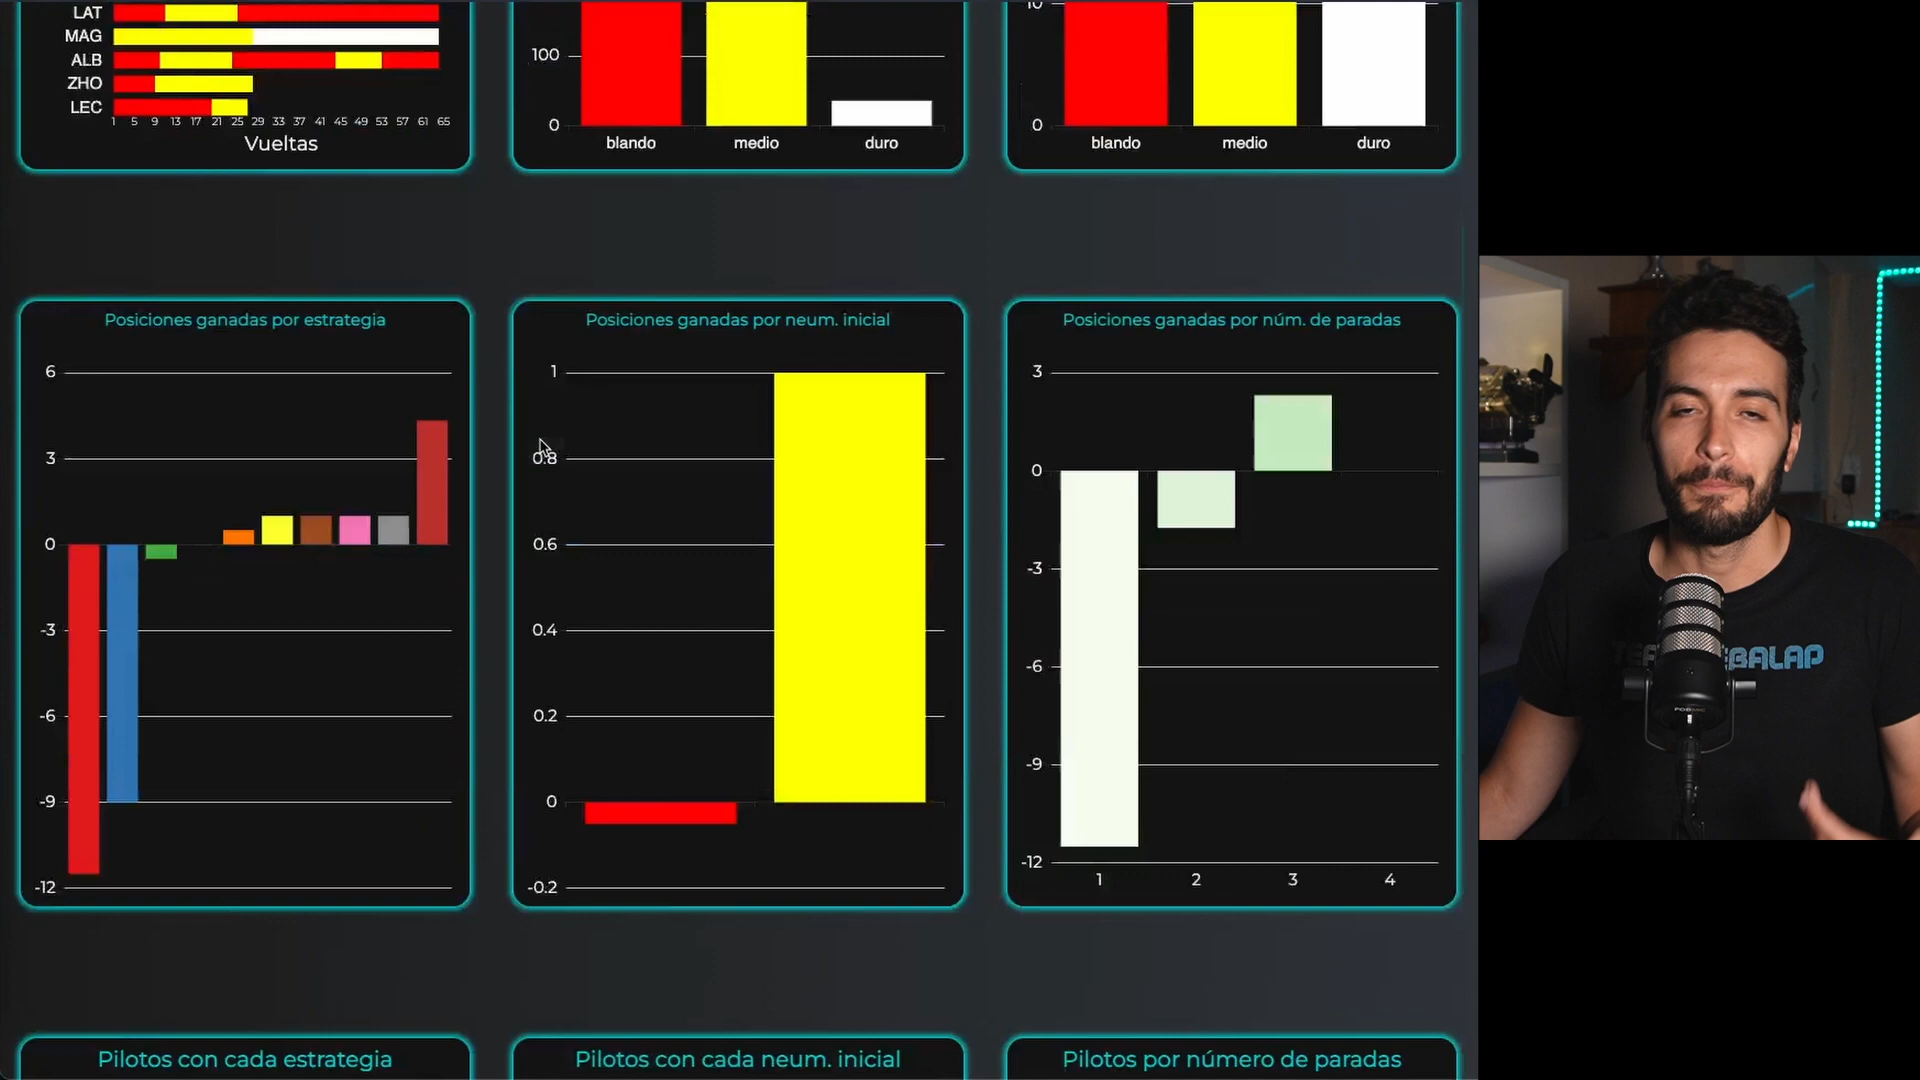 LAT
MAG
ALB
ZHO
LEC
1 5 9 13 17 21 25 29 33 37 41 45 49 53 57 61 65
Vueltas
100
0
blando medio duro
10
0
blando medio duro
Posiciones ganadas por estrategia
6
3
0
-3
-6
-9
-12
Posiciones ganadas por neum. inicial
1
0.8
0.6
0.4
0.2
0
-0.2
Posiciones ganadas por núm. de paradas
3
0
-3
-6
-9
-12
1 2 3 4
Pilotos con cada estrategia
Pilotos con cada neum. inicial
Pilotos por número de paradas